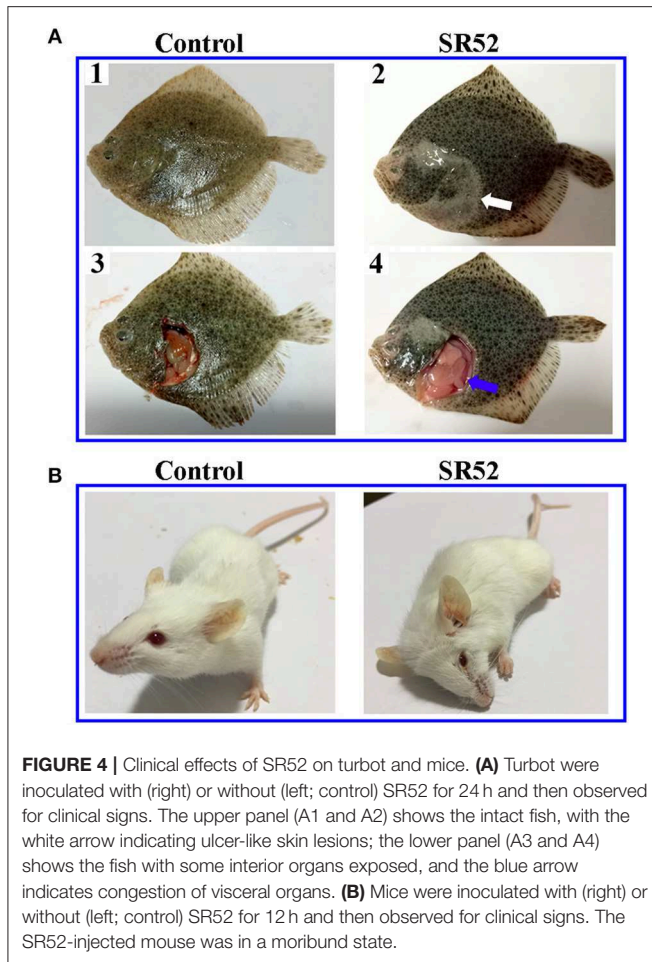 A
Control SR52
1 2
3 4
B
Control SR52
FIGURE 4 | Clinical effects of SR52 on turbot and mice. (A) Turbot were
inoculated with (right) or without (left; control) SR52 for 24 h and then observed
for clinical signs. The upper panel (A1 and A2) shows the intact fish, with the
white arrow indicating ulcer-like skin lesions; the lower panel (A3 and A4)
shows the fish with some interior organs exposed, and the blue arrow
indicates congestion of visceral organs. (B) Mice were inoculated with (right) or
without (left; control) SR52 for 12 h and then observed for clinical signs. The
SR52-injected mouse was in a moribund state.